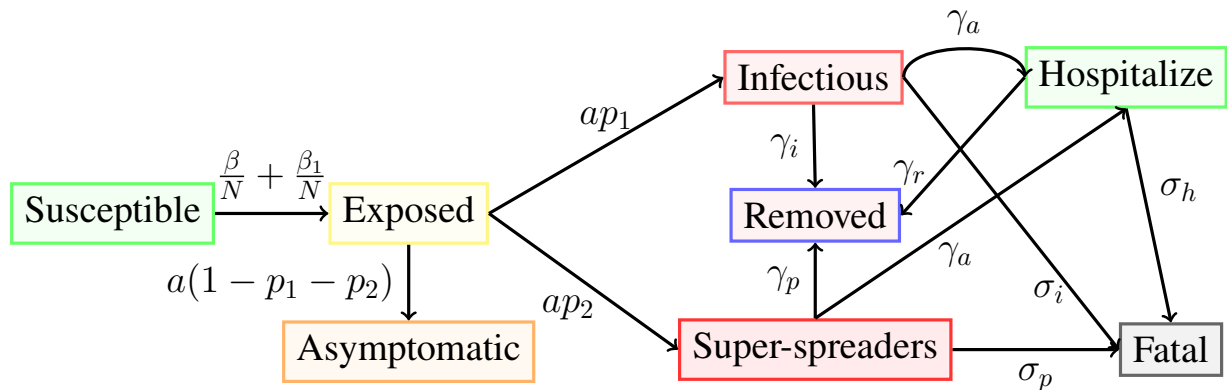 γ_a
Infectious
Hospitalize
ap_1
γ_i
γ_r
σ_h
β/N + β_1/N
Susceptible
Exposed
Removed
a(1 − p_1 − p_2)
ap_2
γ_p
γ_a
σ_i
Asymptomatic
Super-spreaders
σ_p
Fatal